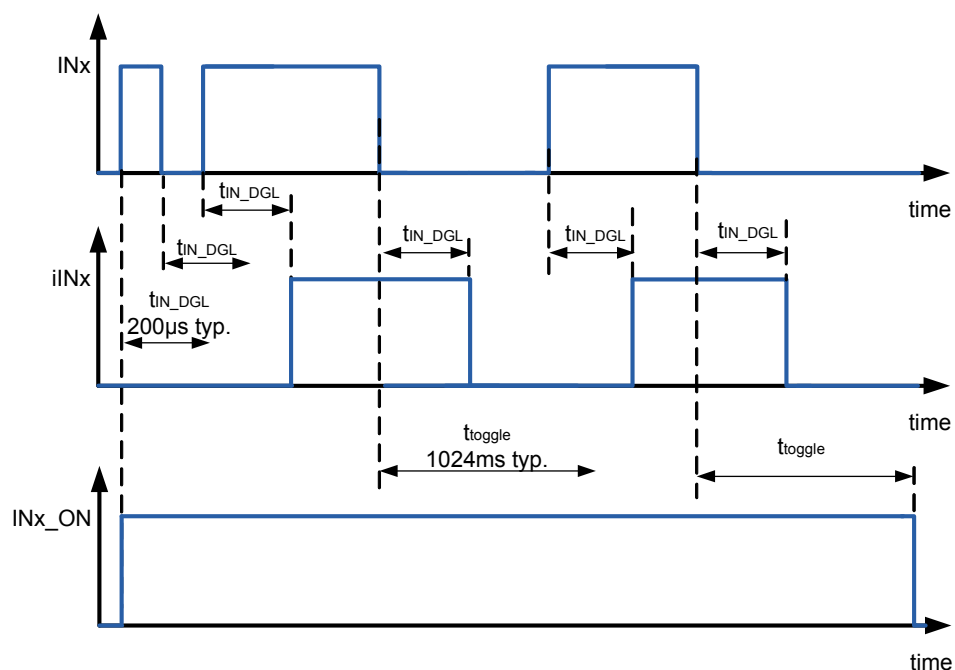 INx
time
tIN_DGL
tIN_DGL
tIN_DGL
200µs typ.
tIN_DGL
tIN_DGL
tIN_DGL
iINx
time
ttoggle
1024ms typ.
ttoggle
INx_ON
time